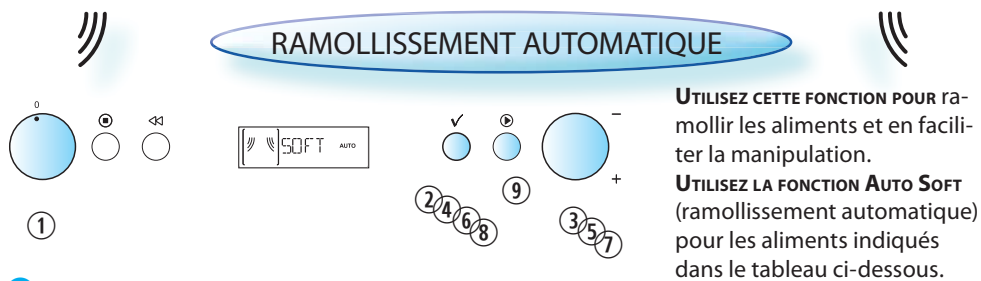 RAMOLLISSEMENT AUTOMATIQUE
0
SOFT AUTO
− 
+
① 
② ④ ⑥ ⑧
⑨
③ ⑤ ⑦
UTILISEZ CETTE FONCTION POUR ra-
mollir les aliments et en facili-
ter la manipulation.
UTILISEZ LA FONCTION AUTO SOFT
(ramollissement automatique)
pour les aliments indiqués
dans le tableau ci-dessous.